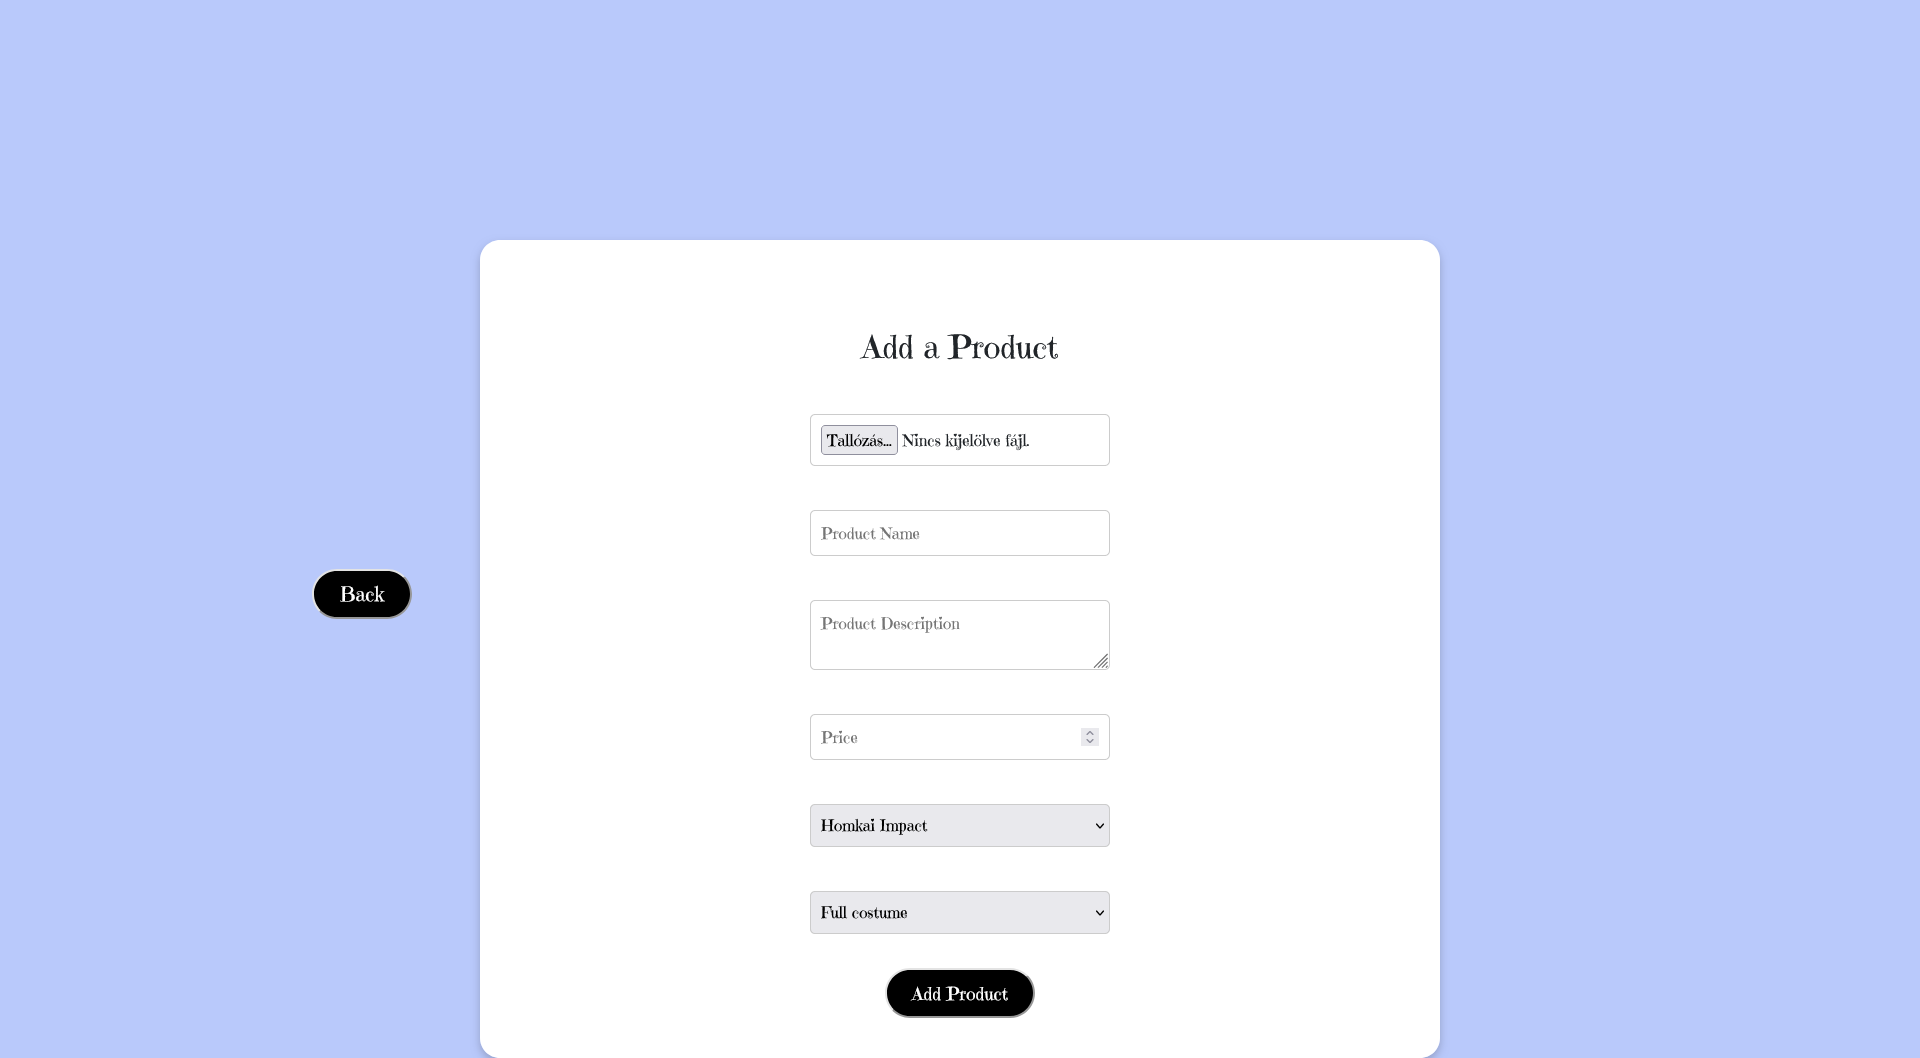 Add a Product
Tallózás... Nincs kijelölve fájl.
Product Name
Back
Product Description
Price
Homkai Impact
Full costume
Add Product